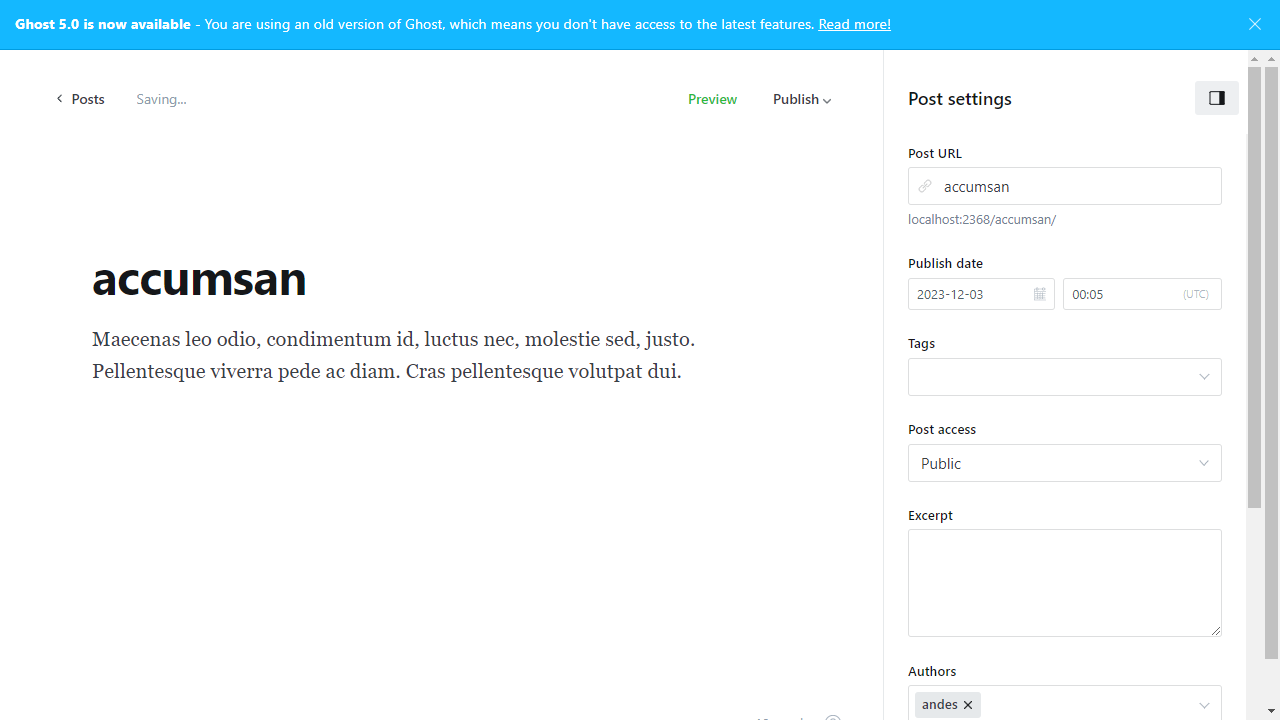 Ghost 5.0 is now available - You are using an old version of Ghost, which means you don't have access to the latest features. Read more!
Posts
Saving...
Preview
Publish
Post settings
Post URL
accumsan
localhost:2368/accumsan/
Publish date
2023-12-03
00:05
(UTC)
Tags
Post access
Public
Excerpt
Authors
andes
accumsan
Maecenas leo odio, condimentum id, luctus nec, molestie sed, justo.
Pellentesque viverra pede ac diam. Cras pellentesque volutpat dui.